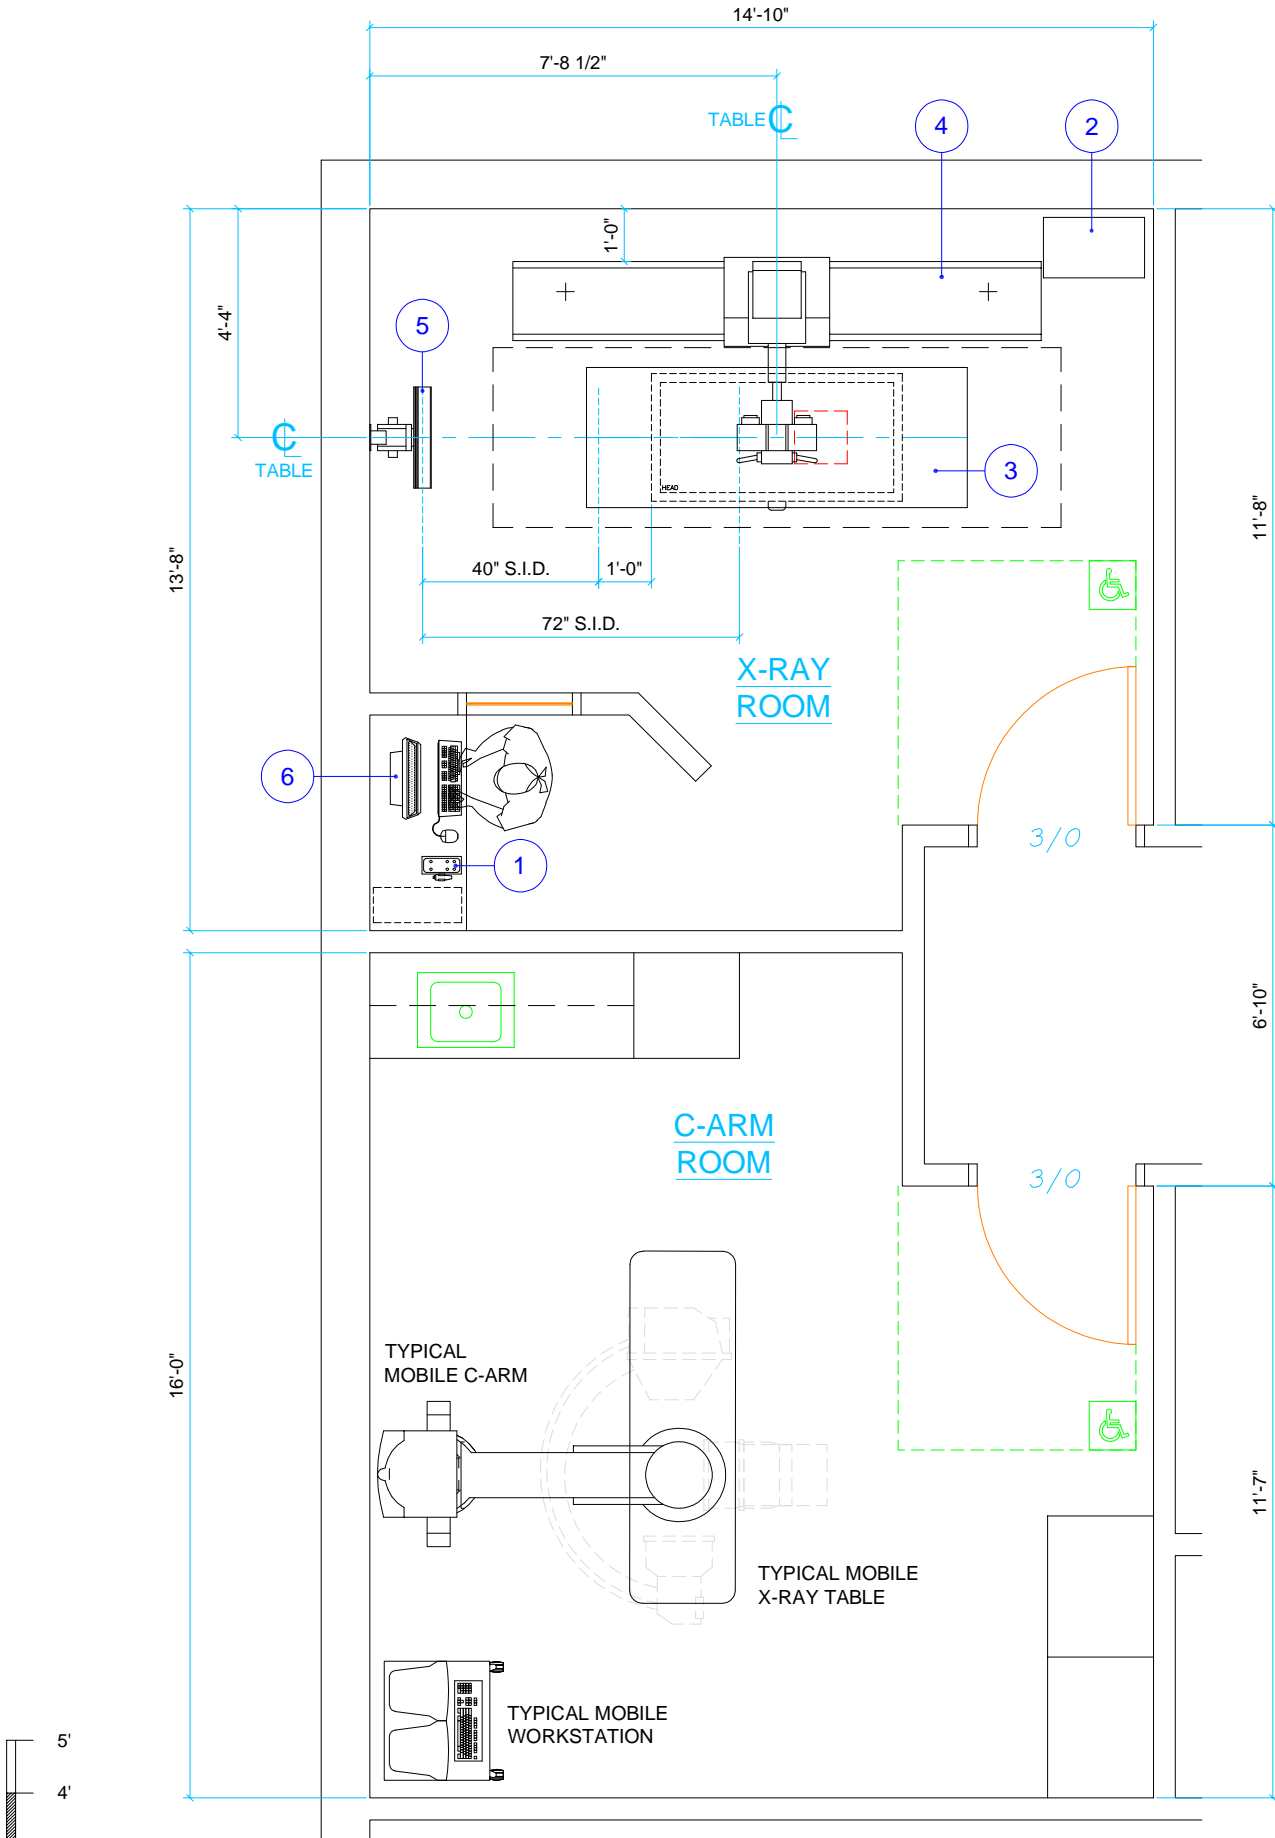 14'-10"
7'-8 1/2"
TABLE ℄
4
2
1'-0"
4'-4"
5
℄
TABLE
3
HEAD
11'-8"
13'-8"
40" S.I.D.
1'-0"
72" S.I.D.
X-RAY
ROOM
6
3/0
1
6'-10"
C-ARM
ROOM
3/0
16'-0"
TYPICAL
MOBILE C-ARM
11'-7"
TYPICAL MOBILE
X-RAY TABLE
TYPICAL MOBILE
WORKSTATION
5'
4'